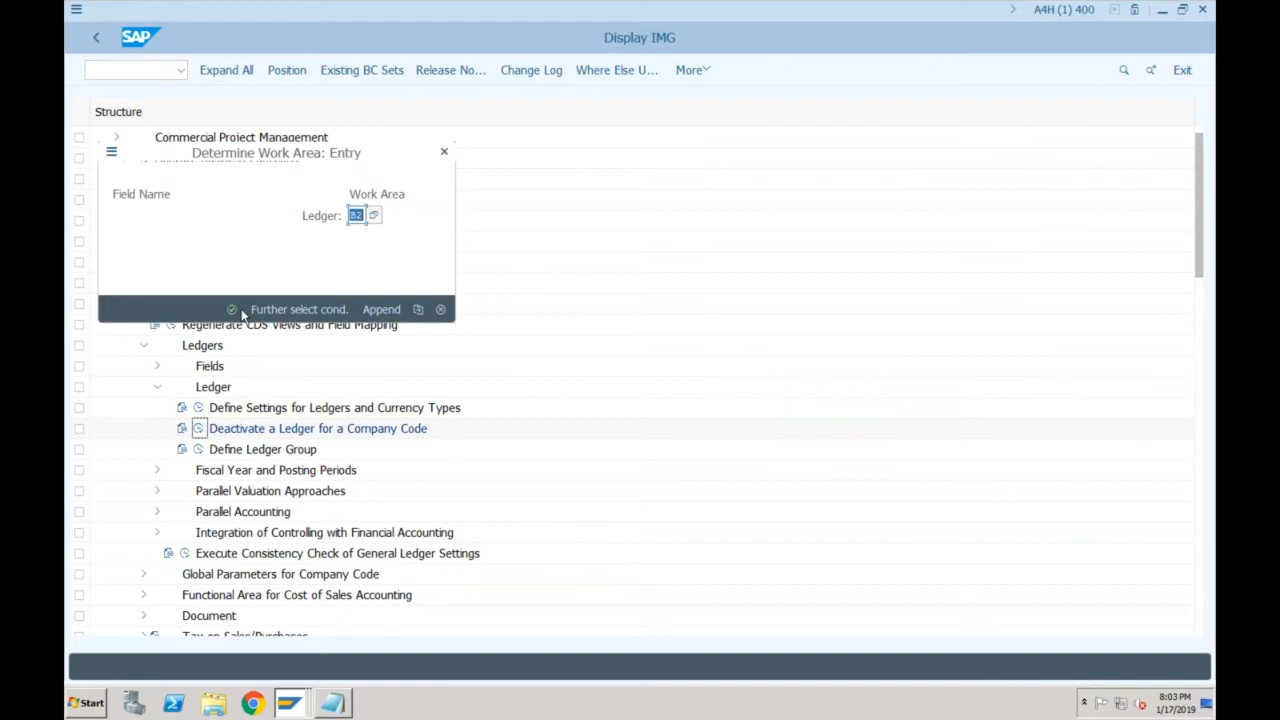 A4H (1) 400
SAP
Display IMG
Expand All Position Existing BC Sets Release No... Change Log Where Else U... More Exit
Structure
Commercial Project Management
Determine Work Area: Entry
Field Name Work Area
Ledger: B2
Further select cond. Append
Regenerate CDS Views and Field Mapping
Ledgers
Fields
Ledger
Define Settings for Ledgers and Currency Types
Deactivate a Ledger for a Company Code
Define Ledger Group
Fiscal Year and Posting Periods
Parallel Valuation Approaches
Parallel Accounting
Integration of Controlling with Financial Accounting
Execute Consistency Check of General Ledger Settings
Global Parameters for Company Code
Functional Area for Cost of Sales Accounting
Document
Tax on Sales/Purchases
Start
8:03 PM
1/17/2019